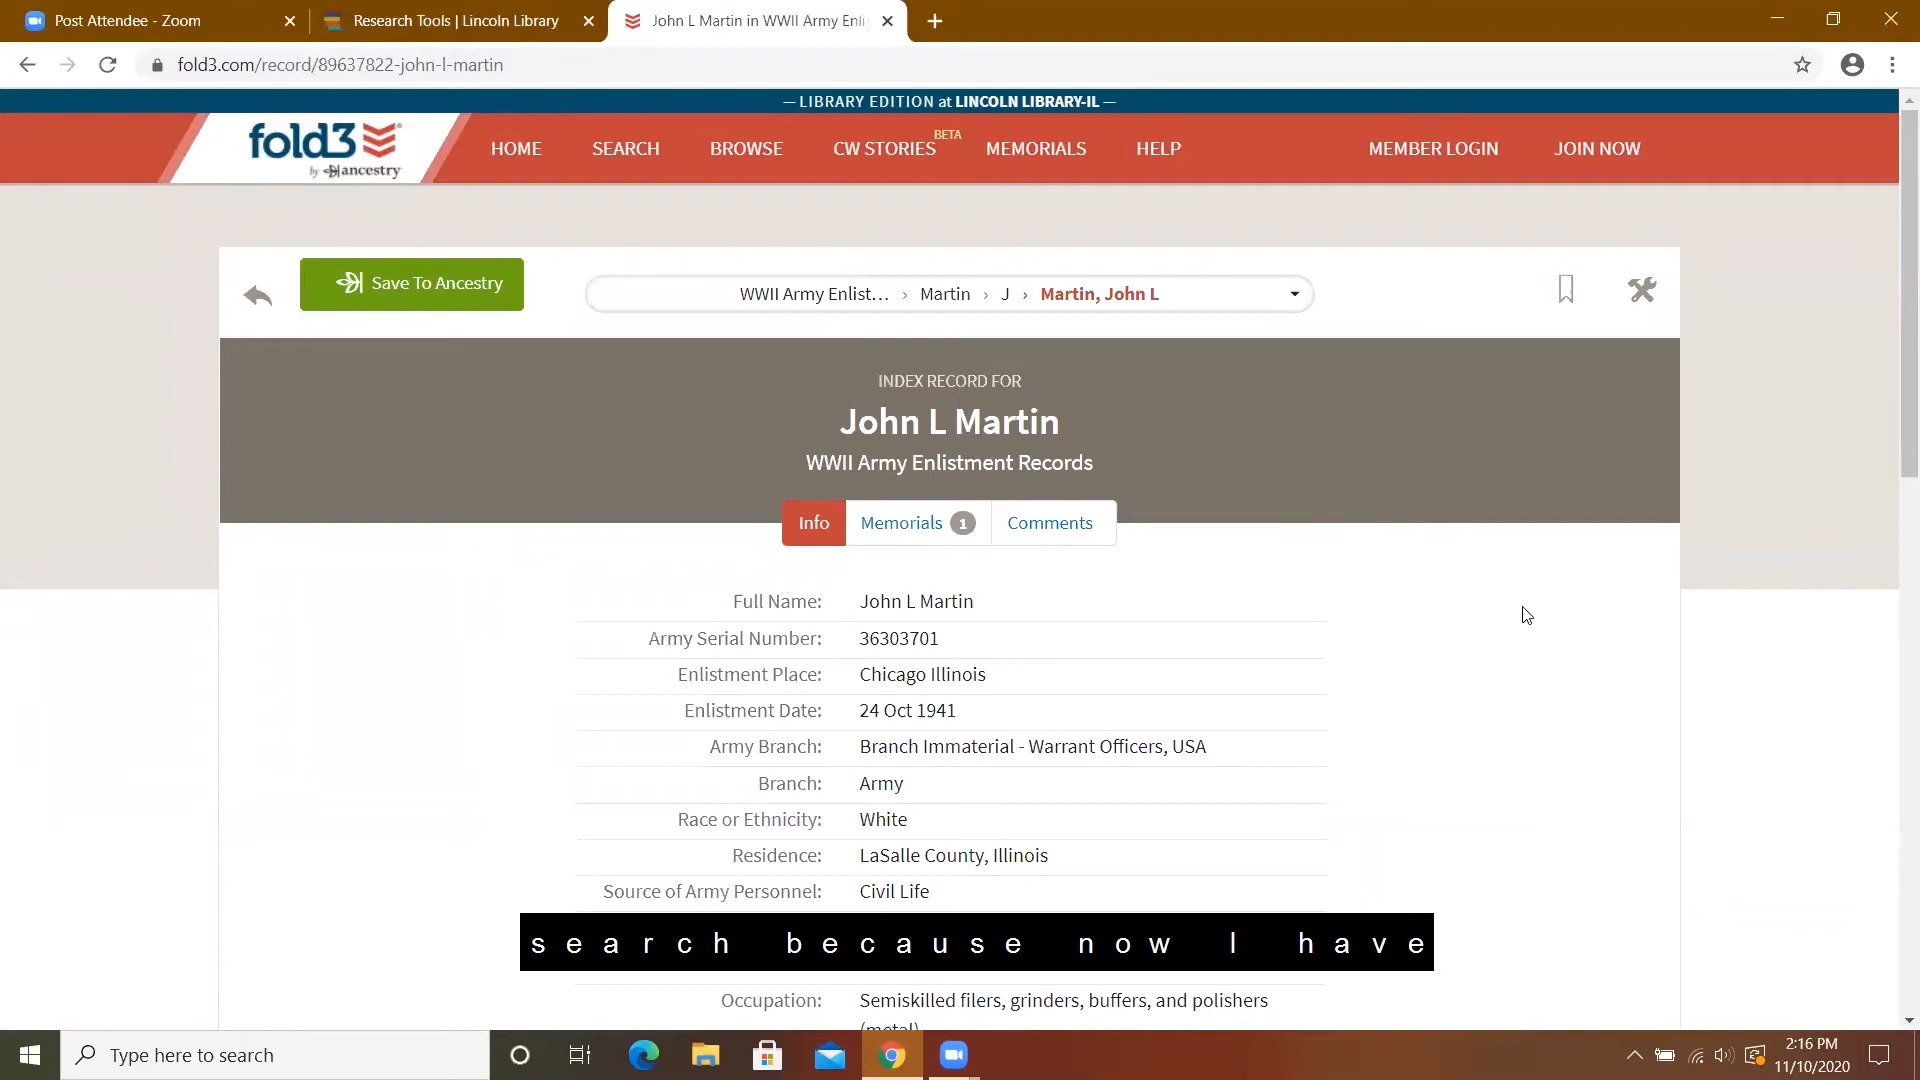 Post Attendee - Zoom
Research Tools | Lincoln Library
John L Martin in WWII Army Enli
fold3.com/record/89637822-john-l-martin
— LIBRARY EDITION at LINCOLN LIBRARY-IL —
fold3
by ancestry
HOME
SEARCH
BROWSE
CW STORIES BETA
MEMORIALS
HELP
MEMBER LOGIN
JOIN NOW
Save To Ancestry
WWII Army Enlist... › Martin › J › Martin, John L
INDEX RECORD FOR
John L Martin
WWII Army Enlistment Records
Info
Memorials 1
Comments
Full Name: John L Martin
Army Serial Number: 36303701
Enlistment Place: Chicago Illinois
Enlistment Date: 24 Oct 1941
Army Branch: Branch Immaterial - Warrant Officers, USA
Branch: Army
Race or Ethnicity: White
Residence: LaSalle County, Illinois
Source of Army Personnel: Civil Life
search because now I have
Occupation: Semiskilled filers, grinders, buffers, and polishers
(metal)
Type here to search
2:16 PM
11/10/2020